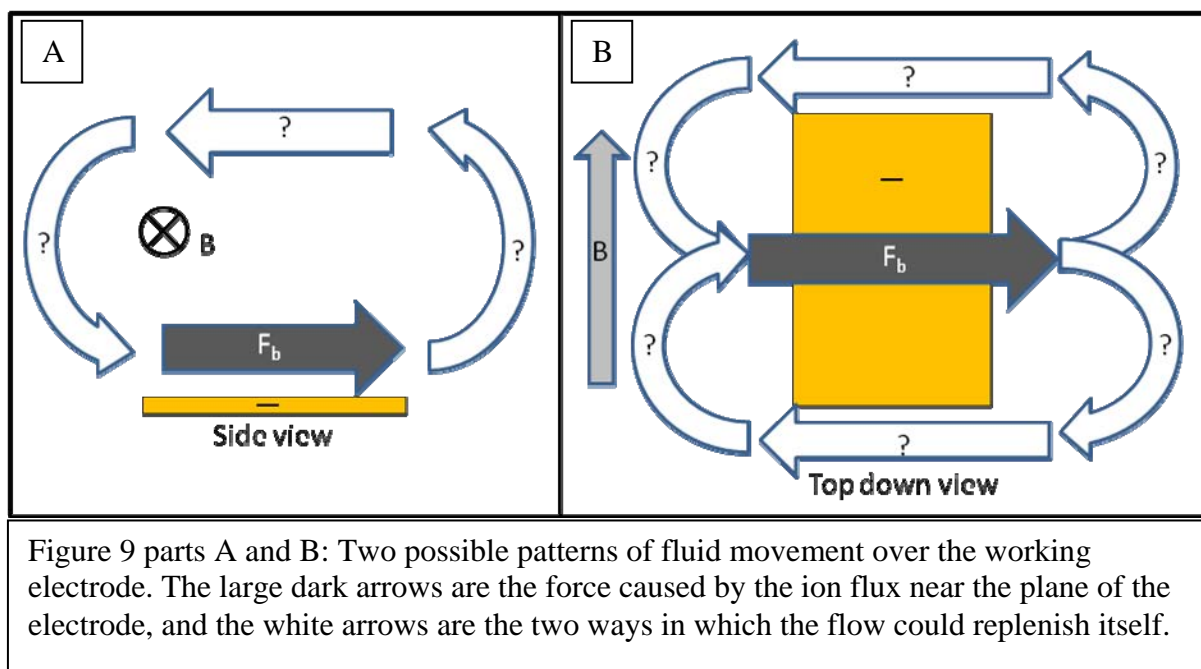 A
?
?
?
B
F_b
—
Side view
B
?
?
?
B
—
F_b
?
?
?
Top down view
Figure 9 parts A and B: Two possible patterns of fluid movement over the working
electrode. The large dark arrows are the force caused by the ion flux near the plane of the
electrode, and the white arrows are the two ways in which the flow could replenish itself.